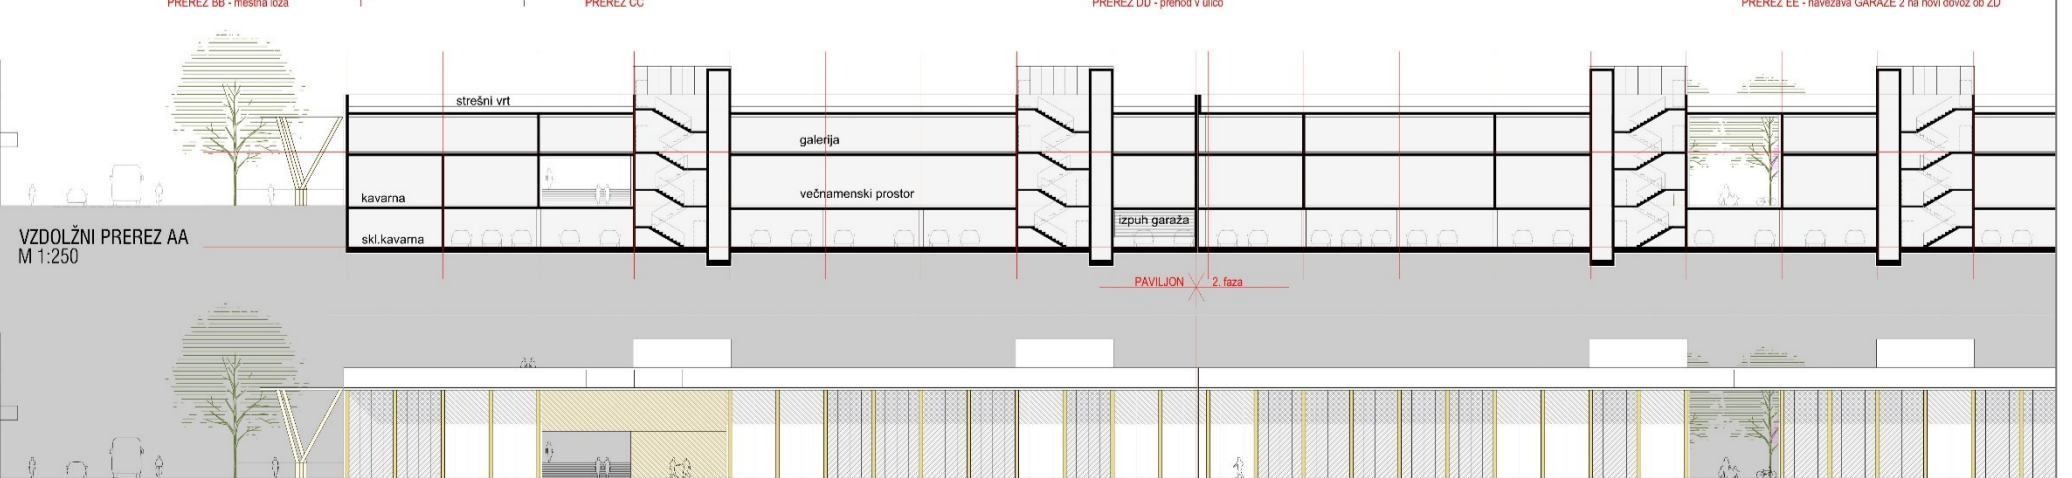 PREREZ BB - mestna loža
PREREZ CC
PREREZ DD - prehod v ulico
PREREZ EE - navezava GARAŽE 2 na novi dovoz ob ZD
strešni vrt
galerija
kavarna
večnamenski prostor
izpuh garaža
skl.kavarna
VZDOLŽNI PREREZ AA
M 1:250
PAVILJON
2. faza